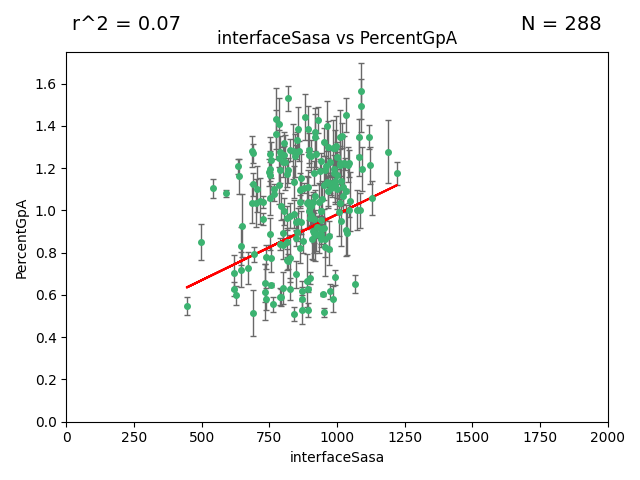 r^2 = 0.07
N = 288
interfaceSasa vs PercentGpA
PercentGpA
1.6
1.4
1.2
1.0
0.8
0.6
0.4
0.2
0.0
0 250 500 750 1000 1250 1500 1750 2000
interfaceSasa